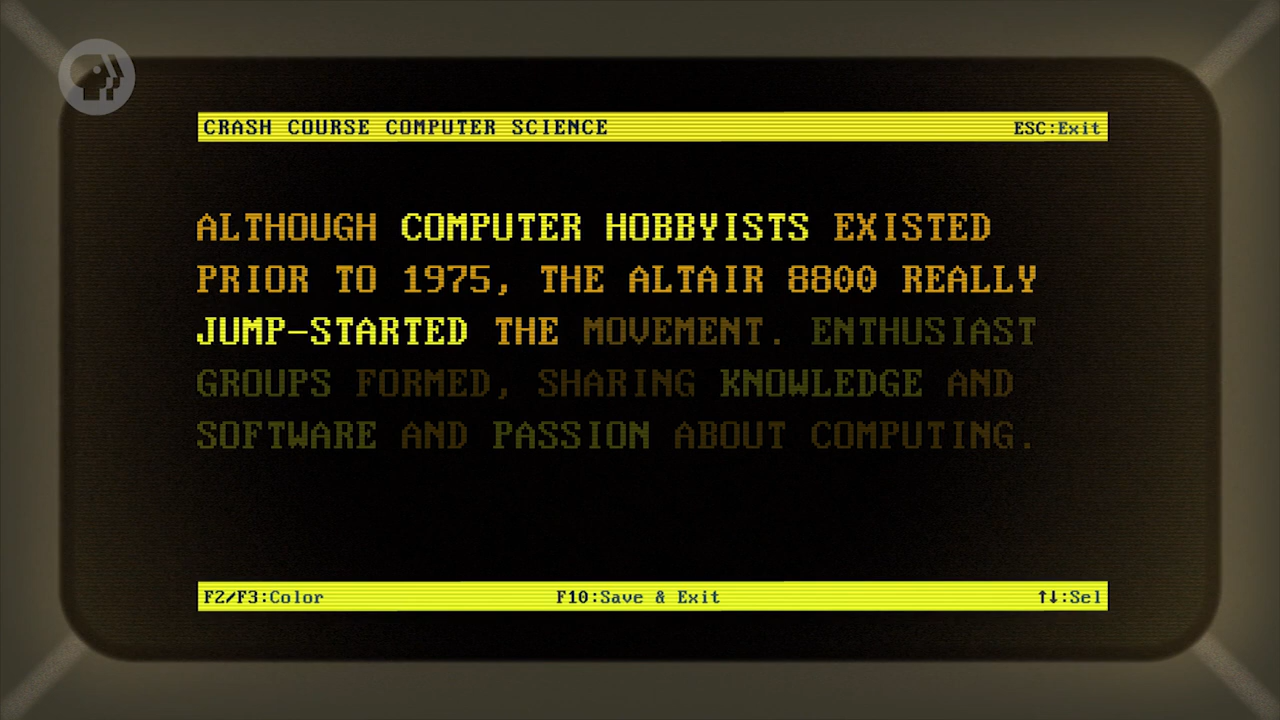 CRASH COURSE COMPUTER SCIENCE ESC:Exit
ALTHOUGH COMPUTER HOBBYISTS EXISTED
PRIOR TO 1975, THE ALTAIR 8800 REALLY
JUMP-STARTED THE MOVEMENT. ENTHUSIAST
GROUPS FORMED, SHARING KNOWLEDGE AND
SOFTWARE AND PASSION ABOUT COMPUTING.
F2/F3:Color F10:Save & Exit ↑↓:Sel